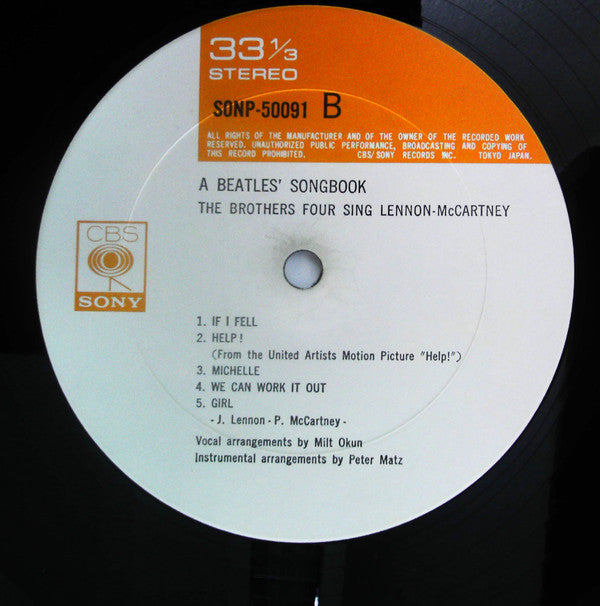 33 1/3
STEREO
SONP-50091 B
ALL RIGHTS OF THE MANUFACTURER AND OF THE OWNER OF THE RECORDED WORK
RESERVED. UNAUTHORIZED PUBLIC PERFORMANCE, BROADCASTING AND COPYING OF
THIS RECORD PROHIBITED. CBS/SONY RECORDS INC. TOKYO JAPAN.
A BEATLES' SONGBOOK
THE BROTHERS FOUR SING LENNON-McCARTNEY
CBS
SONY
1. IF I FELL
2. HELP!
(From the United Artists Motion Picture "Help!")
3. MICHELLE
4. WE CAN WORK IT OUT
5. GIRL
- J. Lennon - P. McCartney -
Vocal arrangements by Milt Okun
Instrumental arrangements by Peter Matz